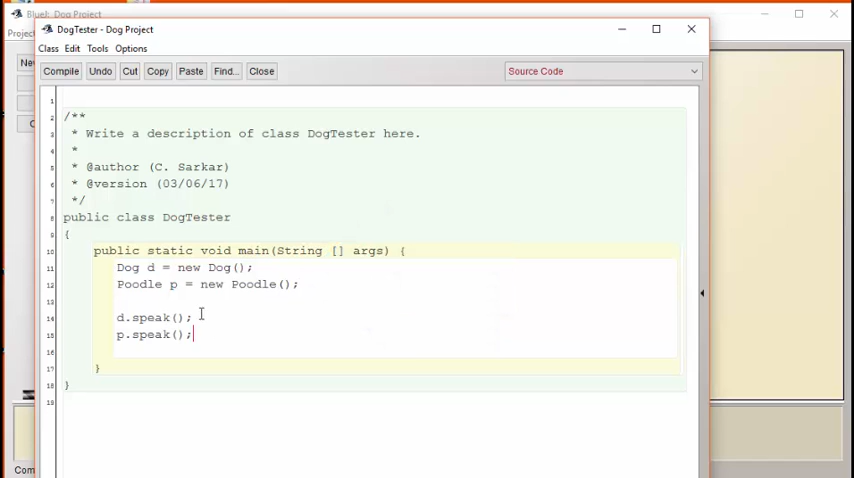 BlueJ: Dog Project
DogTester - Dog Project
Project
Class Edit Tools Options
Compile Undo Cut Copy Paste Find... Close Source Code
1
2 /**
3 * Write a description of class DogTester here.
4 *
5 * @author (C. Sarkar)
6 * @version (03/06/17)
7 */
8 public class DogTester
9 {
10 public static void main(String [] args) {
11 Dog d = new Dog();
12 Poodle p = new Poodle();
13
14 d.speak();
15 p.speak();
16
17 }
18 }
19